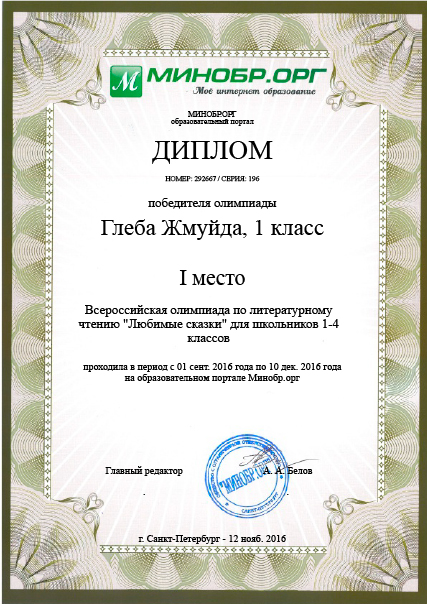 М МИНОБР.ОРГ
Моё интернет образование
МИНОБРОРГ
образовательный портал
ДИПЛОМ
НОМЕР: 292667 / СЕРИЯ: 196
победителя олимпиады
Глеба Жмуйда, 1 класс
I место
Всероссийская олимпиада по литературному
чтению "Любимые сказки" для школьников 1-4
классов
проходила в период с 01 сент. 2016 года по 10 дек. 2016 года
на образовательном портале Минобр.орг
Главный редактор
А. А. Белов
"МИНОБР.ОРГ"
САНКТ-ПЕТЕРБУРГ
г. Санкт-Петербург - 12 нояб. 2016